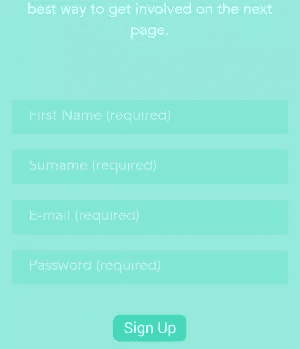 best way to get involved on the next
page.
First Name (required)
Surname (required)
E-mail (required)
Password (required)
Sign Up